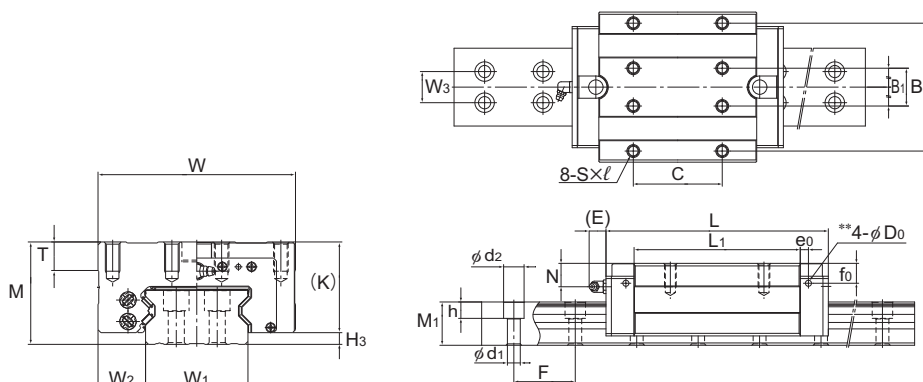 W3
B1
B
8-S×ℓ
C
W
T
M
(K)
H3
W2
W1
(E)
L
L1
e0
**4-φD0
φd2
N
f0
h
M1
φd1
F